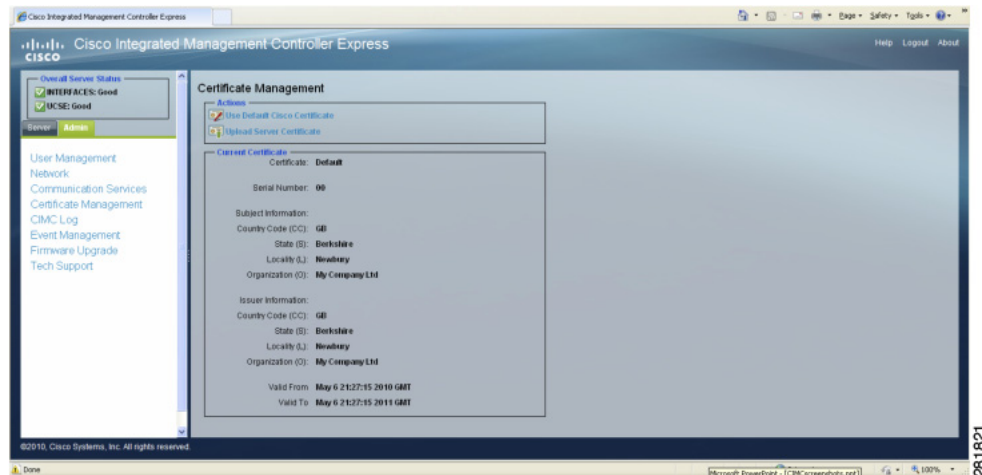 Cisco Integrated Management Controller Express
Page Safety Tools
CISCO
Cisco Integrated Management Controller Express
Help Logout About
Overall Server Status
INTERFACES: Good
UCSE: Good
Server Admin
User Management
Network
Communication Services
Certificate Management
CIMC Log
Event Management
Firmware Upgrade
Tech Support
Certificate Management
Actions
Use Default Cisco Certificate
Upload Server Certificate
Current Certificate
Certificate: Default
Serial Number: 00
Subject Information:
Country Code (CC): GB
State (S): Berkshire
Locality (L): Newbury
Organization (O): My Company Ltd
Issuer Information:
Country Code (CC): GB
State (S): Berkshire
Locality (L): Newbury
Organization (O): My Company Ltd
Valid From May 6 21:27:15 2010 GMT
Valid To May 6 21:27:15 2011 GMT
©2010, Cisco Systems, Inc. All rights reserved.
Done
Microsoft PowerPoint - [CIMCscreenshots.ppt]
100%
281821